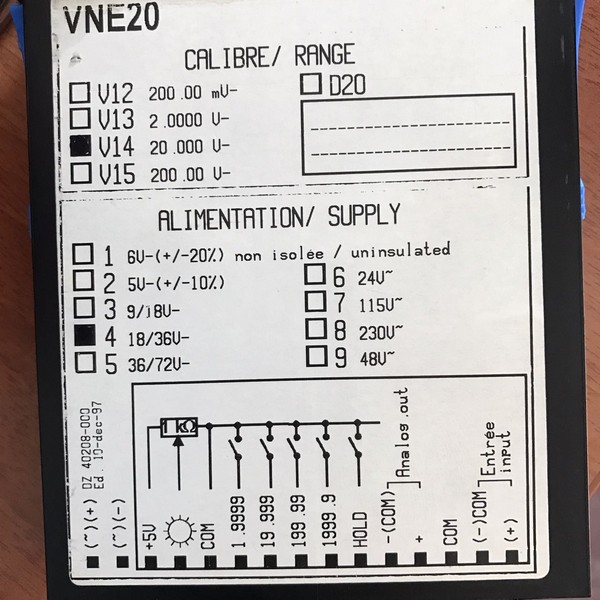 VNE20
CALIBRE/ RANGE
V12 200.00 mV-
V13 2.0000 V-
V14 20.000 V-
V15 200.00 V-
D20
ALIMENTATION/ SUPPLY
1 6V-(+/-20%) non isolée / uninsulated
2 5V-(+/-10%)
3 9/18V-
4 18/36V-
5 36/72V-
6 24V~
7 115V~
8 230V~
9 48V~
DZ 40208-000
Ed. 10-dec-97
1 kΩ
(~)(+)
(~)(-)
+5V
COM
1.9999
19.999
199.99
1999.9
HOLD
-(COM)
+
Analog.out
COM
(-)COM
(+)
Entrée
input